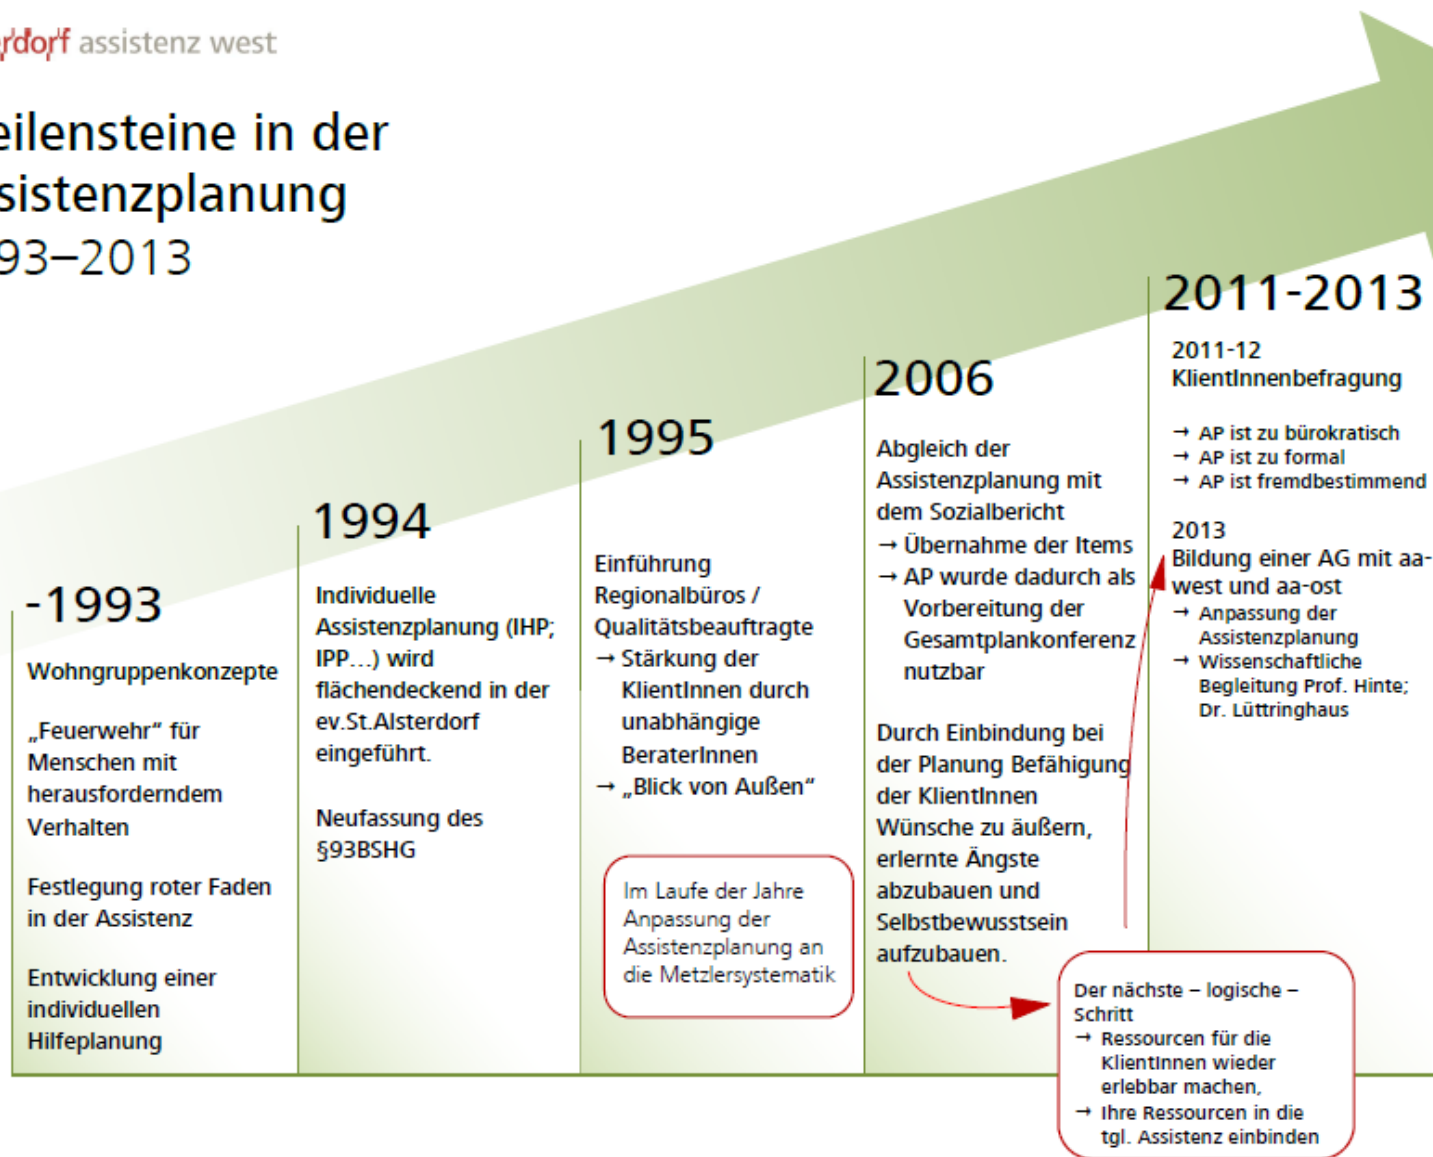 rdorf assistenz west
eilensteine in der
sistenzplanung
93–2013
-1993
Wohngruppenkonzepte
„Feuerwehr“ für
Menschen mit
herausforderndem
Verhalten
Festlegung roter Faden
in der Assistenz
Entwicklung einer
individuellen
Hilfeplanung
1994
Individuelle
Assistenzplanung (IHP;
IPP...) wird
flächendeckend in der
ev.St.Alsterdorf
eingeführt.
Neufassung des
§93BSHG
1995
Einführung
Regionalbüros /
Qualitätsbeauftragte
→ Stärkung der
KlientInnen durch
unabhängige
BeraterInnen
→ „Blick von Außen“
Im Laufe der Jahre
Anpassung der
Assistenzplanung an
die Metzlersystematik
2006
Abgleich der
Assistenzplanung mit
dem Sozialbericht
→ Übernahme der Items
→ AP wurde dadurch als
Vorbereitung der
Gesamtplankonferenz
nutzbar
Durch Einbindung bei
der Planung Befähigung
der KlientInnen
Wünsche zu äußern,
erlernte Ängste
abzubauen und
Selbstbewusstsein
aufzubauen.
2011-2013
2011-12
KlientInnenbefragung
→ AP ist zu bürokratisch
→ AP ist zu formal
→ AP ist fremdbestimmend
2013
Bildung einer AG mit aa-
west und aa-ost
→ Anpassung der
Assistenzplanung
→ Wissenschaftliche
Begleitung Prof. Hinte;
Dr. Lüttringhaus
Der nächste – logische –
Schritt
→ Ressourcen für die
KlientInnen wieder
erlebbar machen,
→ Ihre Ressourcen in die
tgl. Assistenz einbinden